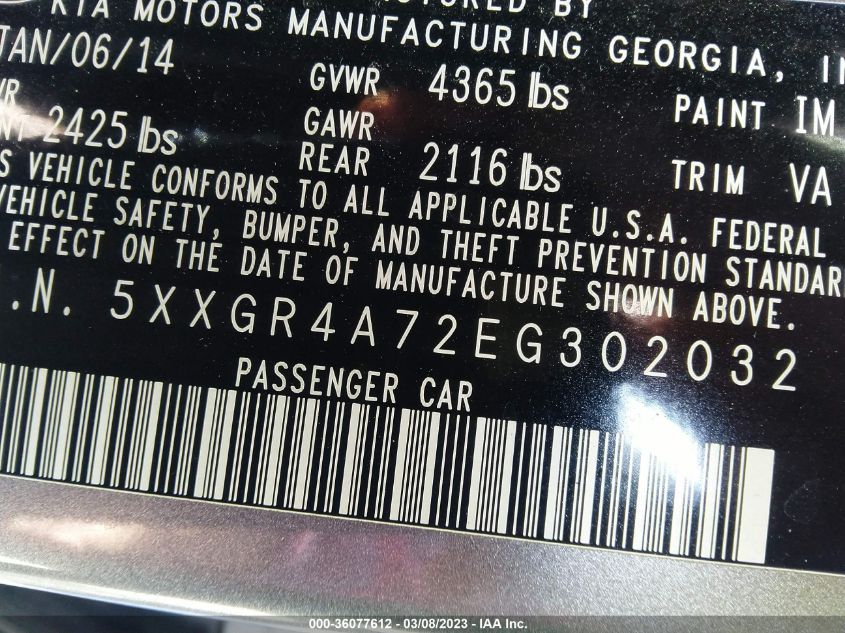 BY
KIA MOTORS MANUFACTURING GEORGIA,
JAN/06/14 GVWR 4365 lbs PAINT IM
2425 lbs GAWR REAR 2116 lbs TRIM VA
VEHICLE CONFORMS TO ALL APPLICABLE U.S.A. FEDERAL
VEHICLE SAFETY, BUMPER, AND THEFT PREVENTION STANDAR
EFFECT ON THE DATE OF MANUFACTURE SHOWN ABOVE.
.N. 5XXGR4A72EG302032
PASSENGER CAR
000-36077612 - 03/08/2023 - IAA Inc.